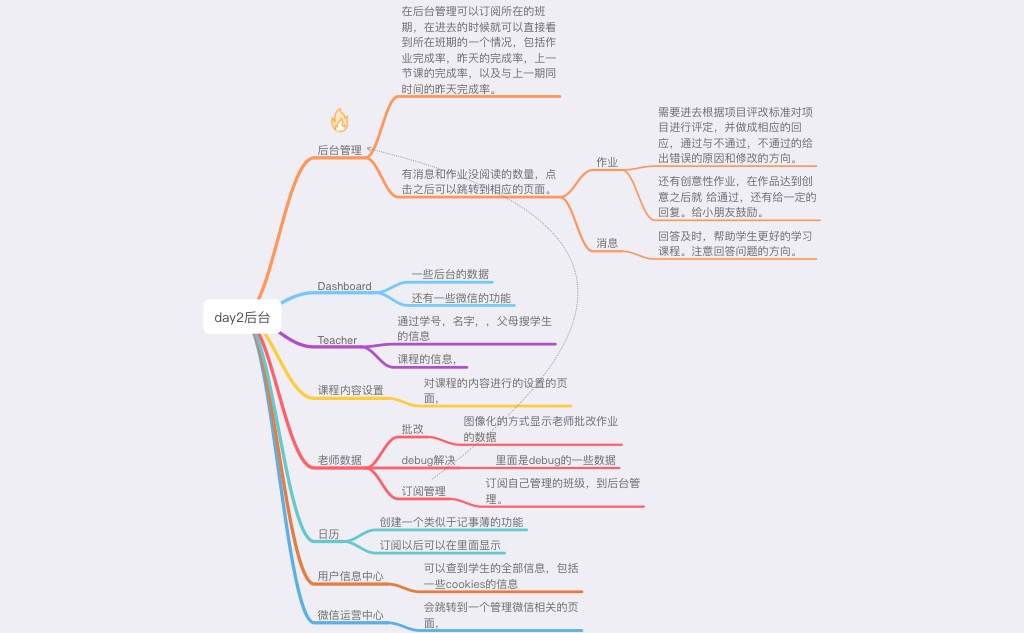 day2后台
后台管理
在后台管理可以订阅所在的班
期，在进去的时候就可以直接看
到所在班期的一个情况，包括作
业完成率，昨天的完成率，上一
节课的完成率，以及与上一期同
时间的昨天完成率。
有消息和作业没阅读的数量，点
击之后可以跳转到相应的页面。
作业
需要进去根据项目评改标准对项
目进行评定，并做成相应的回
应，通过与不通过，不通过的给
出错误的原因和修改的方向。
还有创意性作业，在作品达到创
意之后就 给通过，还有给一定的
回复。给小朋友鼓励。
消息
回答及时，帮助学生更好的学习
课程。注意回答问题的方向。
Dashboard
一些后台的数据
还有一些微信的功能
Teacher
通过学号，名字，，父母搜学生
的信息
课程的信息，
课程内容设置
对课程的内容进行的设置的页
面，
老师数据
批改
图像化的方式显示老师批改作业
的数据
debug解决
里面是debug的一些数据
订阅管理
订阅自己管理的班级，到后台管
理。
日历
创建一个类似于记事薄的功能
订阅以后可以在里面显示
用户信息中心
可以查到学生的全部信息，包括
一些cookies的信息
微信运营中心
会跳转到一个管理微信相关的页
面，